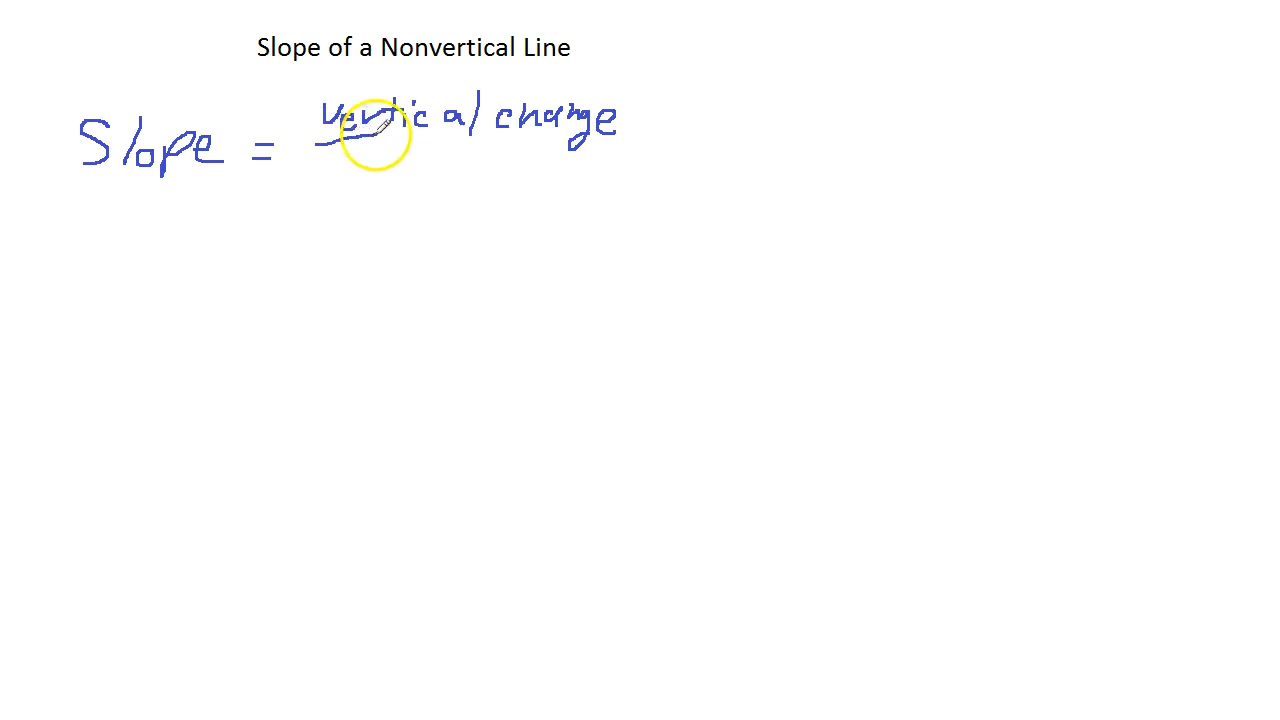 Slope of a Nonvertical Line
Slope = vertical change